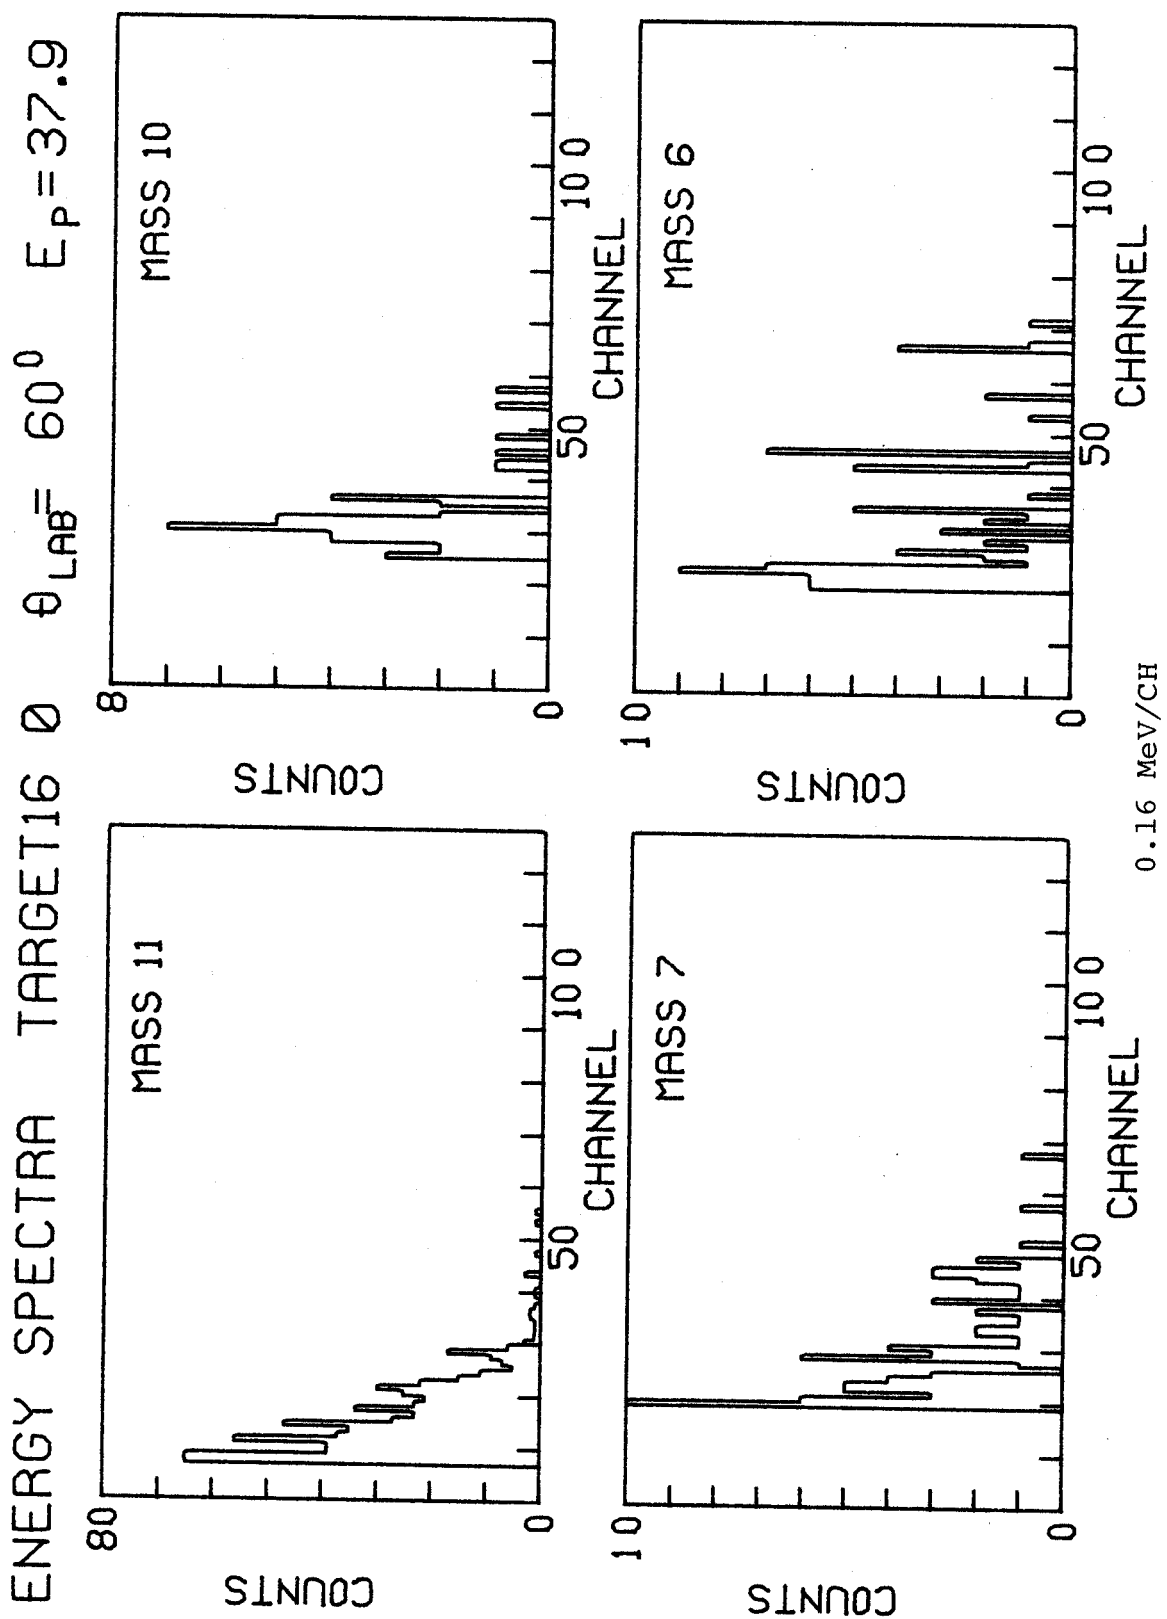 ENERGY SPECTRA TARGET16 O θLAB= 60⁰ EP=37.9
80
COUNTS
0
MASS 11
50
100
CHANNEL
8
COUNTS
0
MASS 10
50
100
CHANNEL
10
COUNTS
0
MASS 7
50
100
CHANNEL
10
COUNTS
0
MASS 6
50
100
CHANNEL
0.16 MeV/CH